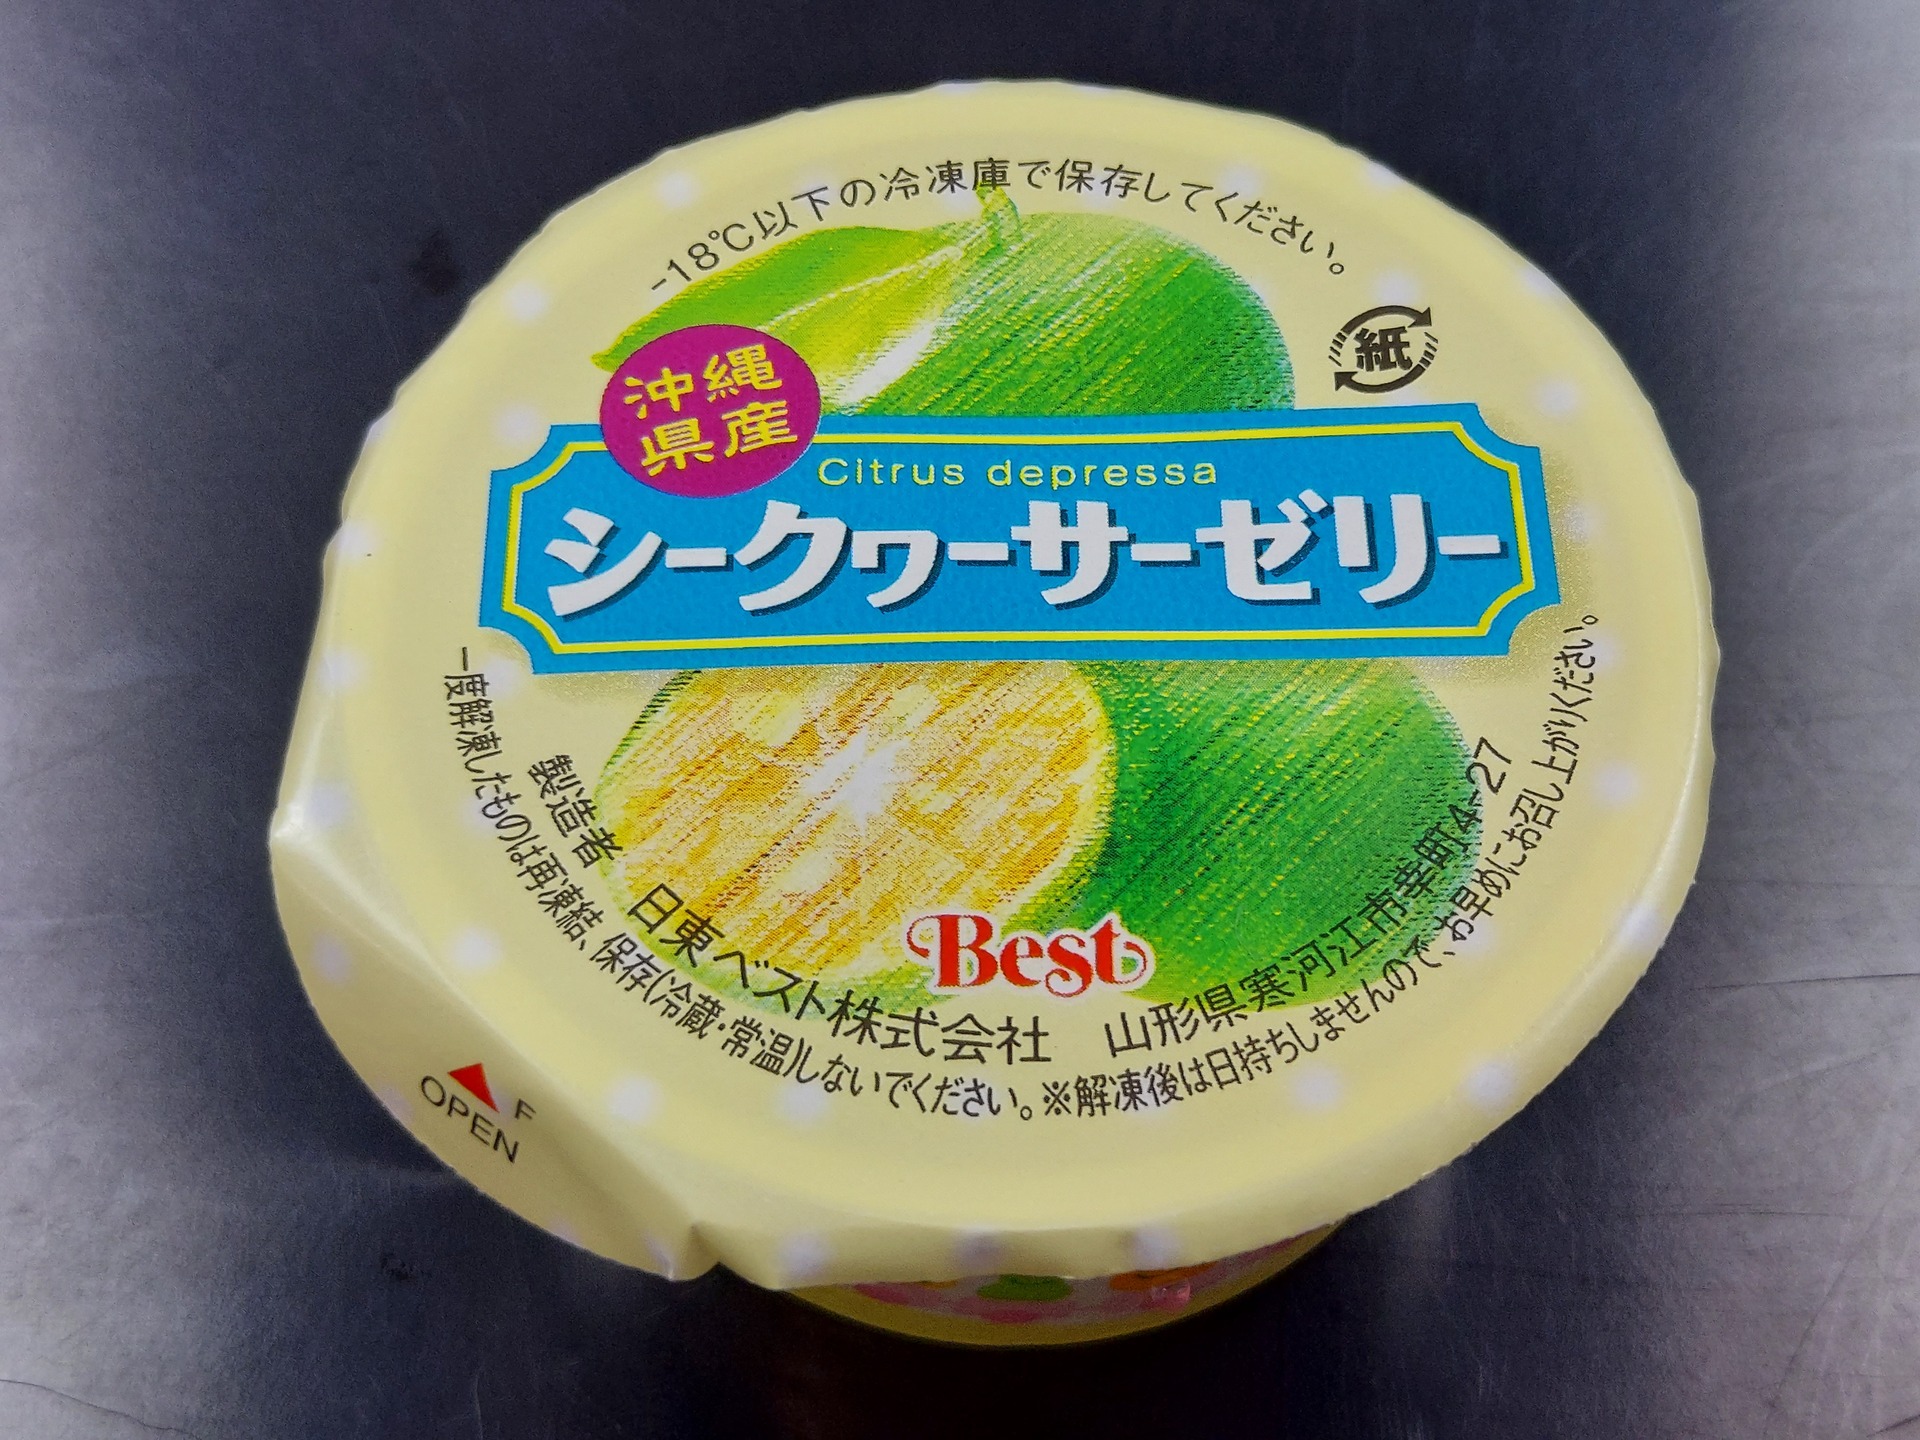 -18℃以下の冷凍庫で保存してください。
紙
沖縄
県産
Citrus depressa
シークヮーサーゼリー
Best
製造者 日東ベスト株式会社 山形県寒河江市幸町4-27
一度解凍したものは再凍結、保存(冷蔵・常温)しないでください。※解凍後は日持ちしませんので、お早めにお召し上がりください。
F
OPEN